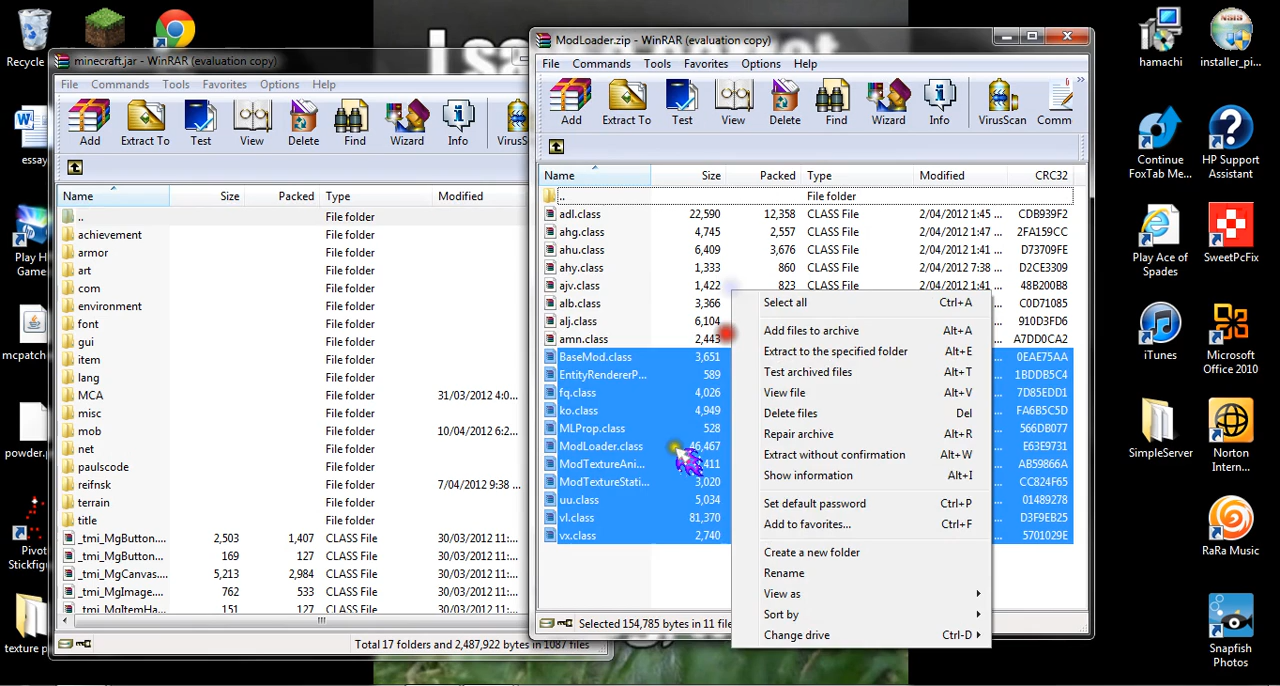 Recycle
essay
Play H
Game
mcpatch
powder.p
Pivot
Stickfig
texture p
minecraft.jar - WinRAR (evaluation copy)
File Commands Tools Favorites Options Help
Add Extract To Test View Delete Find Wizard Info VirusS
Name Size Packed Type Modified
.. File folder
achievement File folder
armor File folder
art File folder
com File folder
environment File folder
font File folder
gui File folder
item File folder
lang File folder
MCA File folder 31/03/2012 4:0...
misc File folder
mob File folder 10/04/2012 6:2...
net File folder
paulscode File folder
reifnsk File folder 7/04/2012 9:38 ...
terrain File folder
title File folder
_tmi_MgButton.... 2,503 1,407 CLASS File 30/03/2012 11:...
_tmi_MgButton... 169 127 CLASS File 30/03/2012 11:...
_tmi_MgCanvas.... 5,213 2,984 CLASS File 30/03/2012 11:...
_tmi_MgImage.... 762 533 CLASS File 30/03/2012 11:...
_tmi_MgItemHa... 151 127 CLASS File 30/03/2012 11:...
Total 17 folders and 2,487,922 bytes in 1087 files
ModLoader.zip - WinRAR (evaluation copy)
File Commands Tools Favorites Options Help
Add Extract To Test View Delete Find Wizard Info VirusScan Comm
Name Size Packed Type Modified CRC32
.. File folder
adl.class 22,590 12,358 CLASS File 2/04/2012 1:45 ... CDB939F2
ahg.class 4,745 2,557 CLASS File 2/04/2012 1:47 ... 2FA159CC
ahu.class 6,409 3,676 CLASS File 2/04/2012 1:41 ... D73709FE
ahy.class 1,333 860 CLASS File 2/04/2012 7:38 ... D2CE3309
ajv.class 1,422 823 CLASS File 2/04/2012 1:41 ... 48B200B8
alb.class 3,366 C0D71085
alj.class 6,104 910D3FD6
amn.class 2,443 A7DD0CA2
BaseMod.class 3,651 0EAE75AA
EntityRendererP... 589 1BDDB5C4
fq.class 4,026 7D85EDD1
ko.class 4,949 FA6B5C5D
MLProp.class 528 566DB077
ModLoader.class 46,467 E63E9731
ModTextureAni... 411 AB59866A
ModTextureStati... 3,020 CC824F65
uu.class 5,034 01489278
vl.class 81,370 D3F9EB25
vx.class 2,740 5701029E
Selected 154,785 bytes in 11 file
Select all Ctrl+A
Add files to archive Alt+A
Extract to the specified folder Alt+E
Test archived files Alt+T
View file Alt+V
Delete files Del
Repair archive Alt+R
Extract without confirmation Alt+W
Show information Alt+I
Set default password Ctrl+P
Add to favorites... Ctrl+F
Create a new folder
Rename
View as
Sort by
Change drive Ctrl-D
hamachi
installer_pi...
Continue
FoxTab Me...
HP Support
Assistant
Play Ace of
Spades
SweetPcFix
iTunes
Microsoft
Office 2010
SimpleServer
Norton
Intern...
RaRa Music
Snapfish
Photos